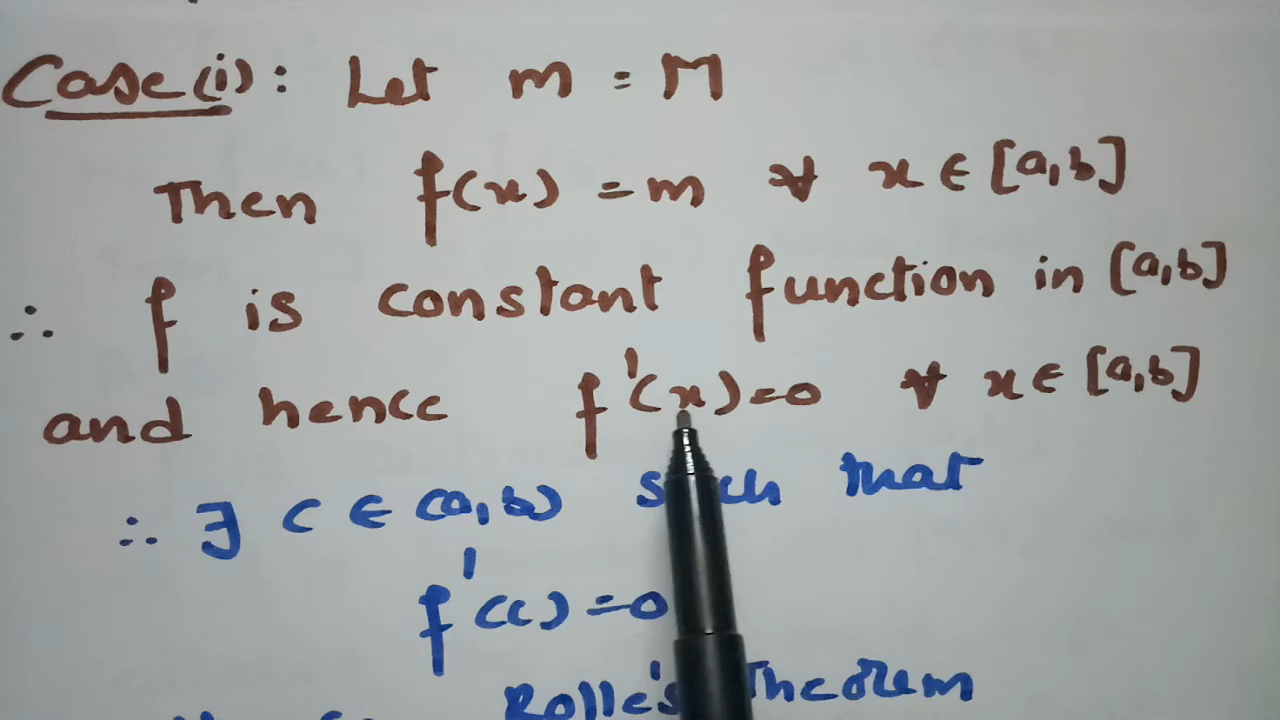 Case(i): Let m = M
Then f(x) = m ∀ x ∈ [a,b]
∴ f is constant function in [a,b]
and hence f'(x)=0 ∀ x ∈ [a,b]
∴ ∃ c ∈ (a,b) such that
f'(c)=0
Rolle's Theorem